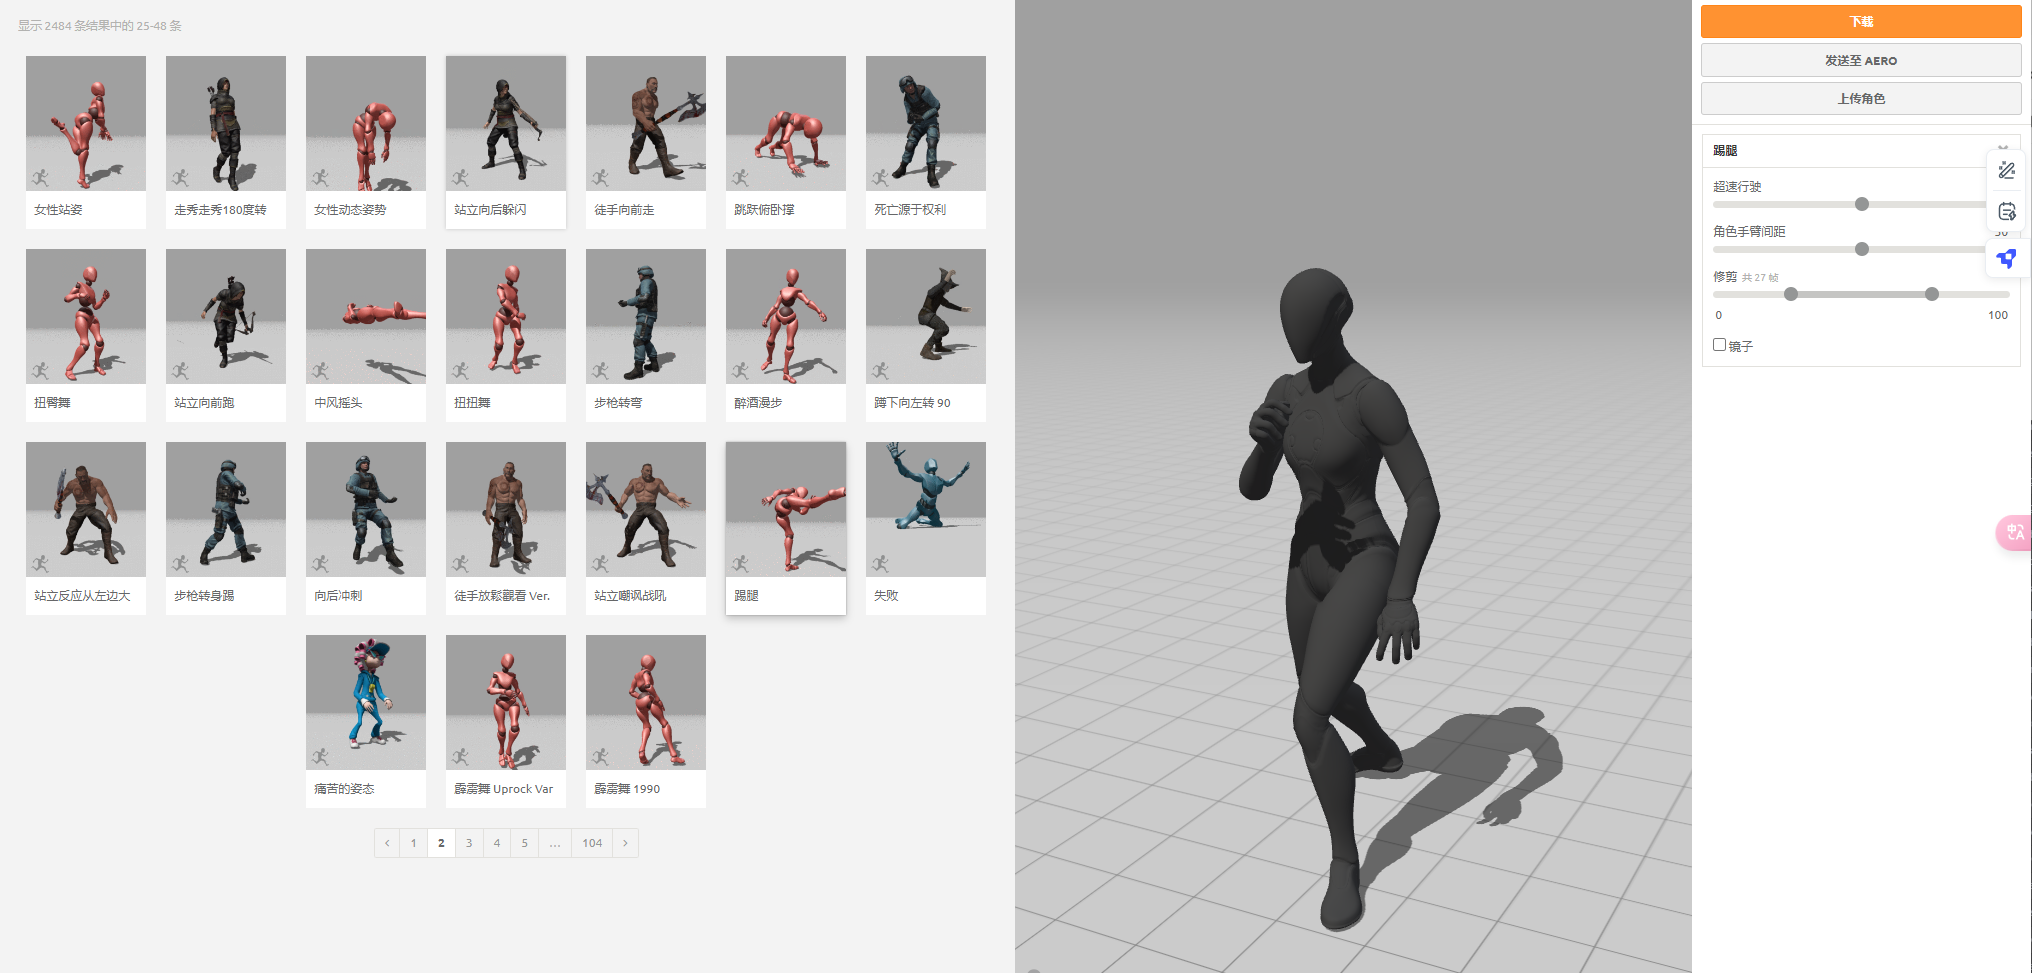 显示 2484 条结果中的 25-48 条
女性站姿
走秀走秀180度转
女性动态姿势
站立向后躲闪
徒手向前走
跳跃俯卧撑
死亡源于权利
扭臀舞
站立向前跑
中风摇头
扭扭舞
步枪转弯
醉酒漫步
蹲下向左转 90
站立反应从左边大
步枪转身踢
向后冲刺
徒手放鬆觀看 Ver.
站立嘲讽战吼
踢腿
失败
痛苦的姿态
霹雳舞 Uprock Var
霹雳舞 1990
‹ 1 2 3 4 5 … 104 ›
下载
发送至 AERO
上传角色
踢腿
超速行驶
角色手臂间距
50
修剪 共 27 帧
0 100
镜子
中 A